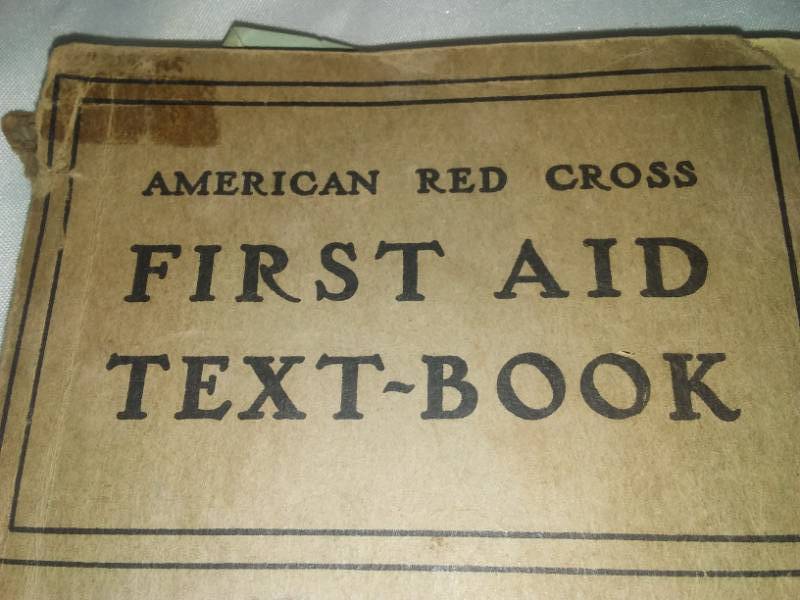 AMERICAN RED CROSS
FIRST AID
TEXT-BOOK